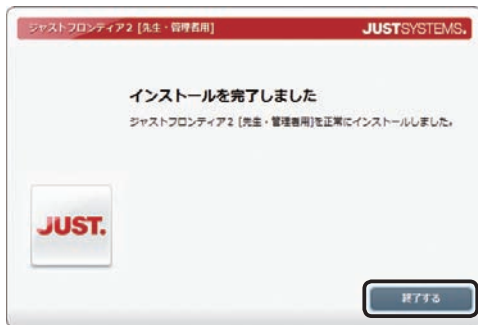 ジャストフロンティア2 [先生・管理者用]
JUSTSYSTEMS.
インストールを完了しました
ジャストフロンティア2 [先生・管理者用]を正常にインストールしました。
JUST.
終了する